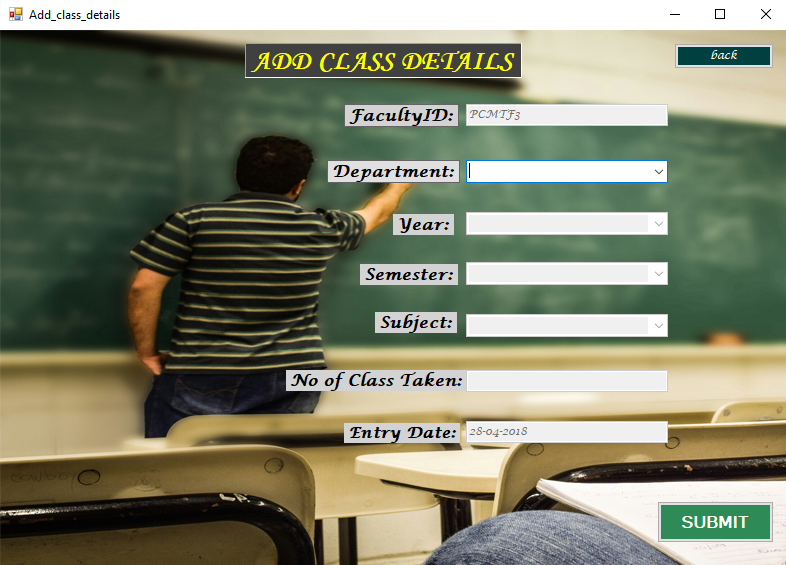 Add_class_details
ADD CLASS DETAILS
back
FacultyID: PCMTF3
Department:
Year:
Semester:
Subject:
No of Class Taken:
Entry Date: 28-04-2018
SUBMIT